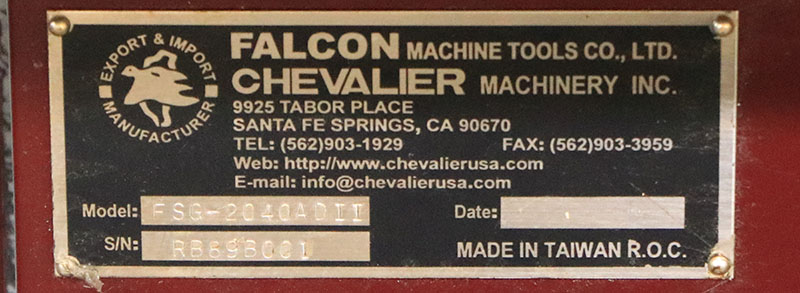 EXPORT & IMPORT
MANUFACTURER
FALCON MACHINE TOOLS CO., LTD.
CHEVALIER MACHINERY INC.
9925 TABOR PLACE
SANTA FE SPRINGS, CA 90670
TEL: (562)903-1929 FAX: (562)903-3959
Web: http://www.chevalierusa.com
E-mail: info@chevalierusa.com
Model: FSG-2040ADII Date:
S/N: RB69B001 MADE IN TAIWAN R.O.C.